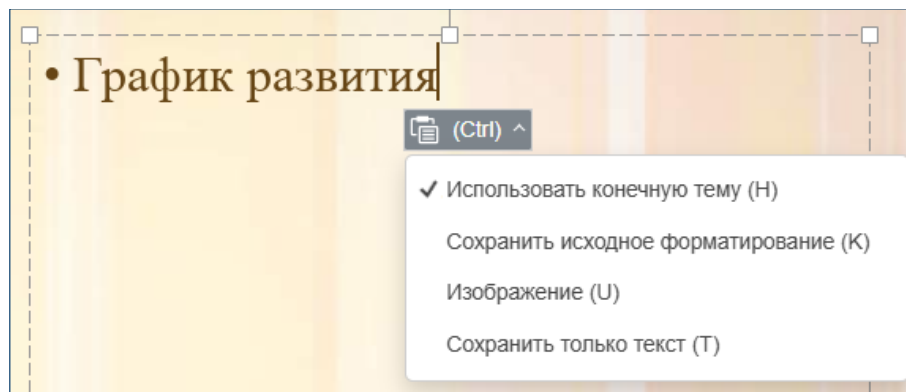 • График развития
(Ctrl)
Использовать конечную тему (H)
Сохранить исходное форматирование (K)
Изображение (U)
Сохранить только текст (T)